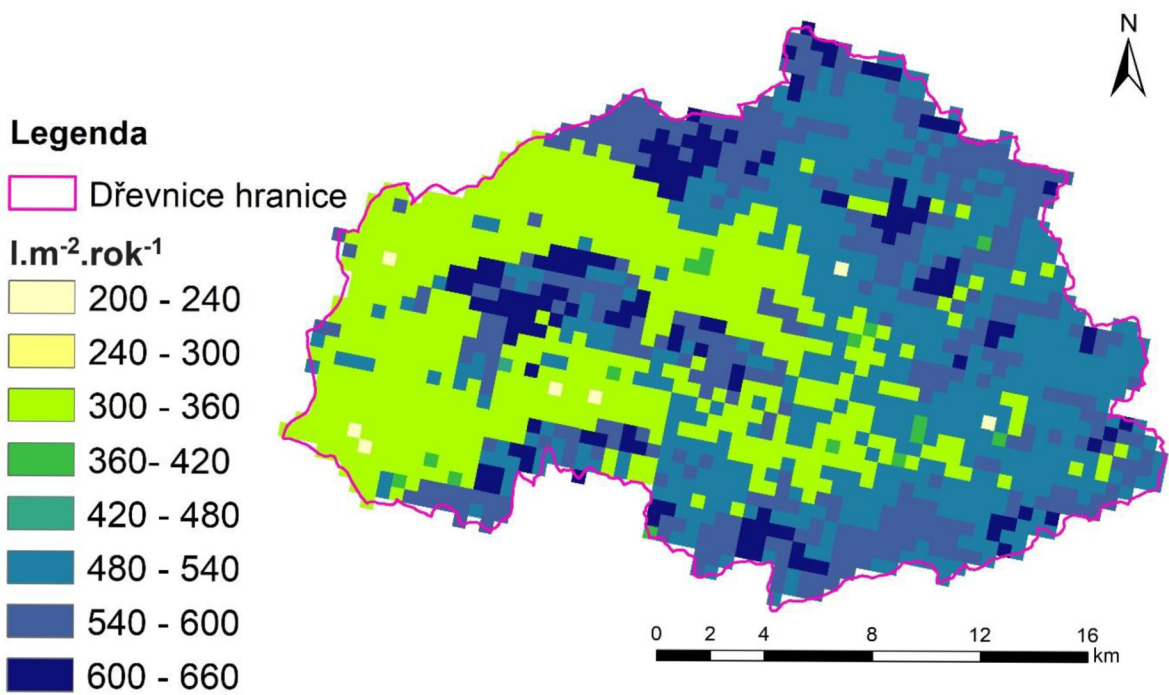 N
Legenda
Dřevnice hranice
l.m-2.rok-1
200 - 240
240 - 300
300 - 360
360- 420
420 - 480
480 - 540
540 - 600
600 - 660
0 2 4 8 12 16
km